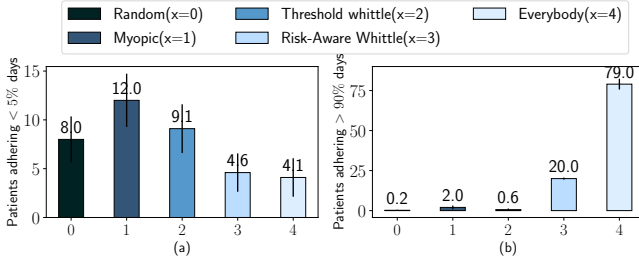 Random(x=0) Threshold whittle(x=2) Everybody(x=4)
Myopic(x=1) Risk-Aware Whittle(x=3)
Patients adhering < 5% days
15
10
5
0
8.0
12.0
9.1
4.6
4.1
0 1 2 3 4
(a)
Patients adhering > 90% days
75
50
25
0
0.2
2.0
0.6
20.0
79.0
0 1 2 3 4
(b)